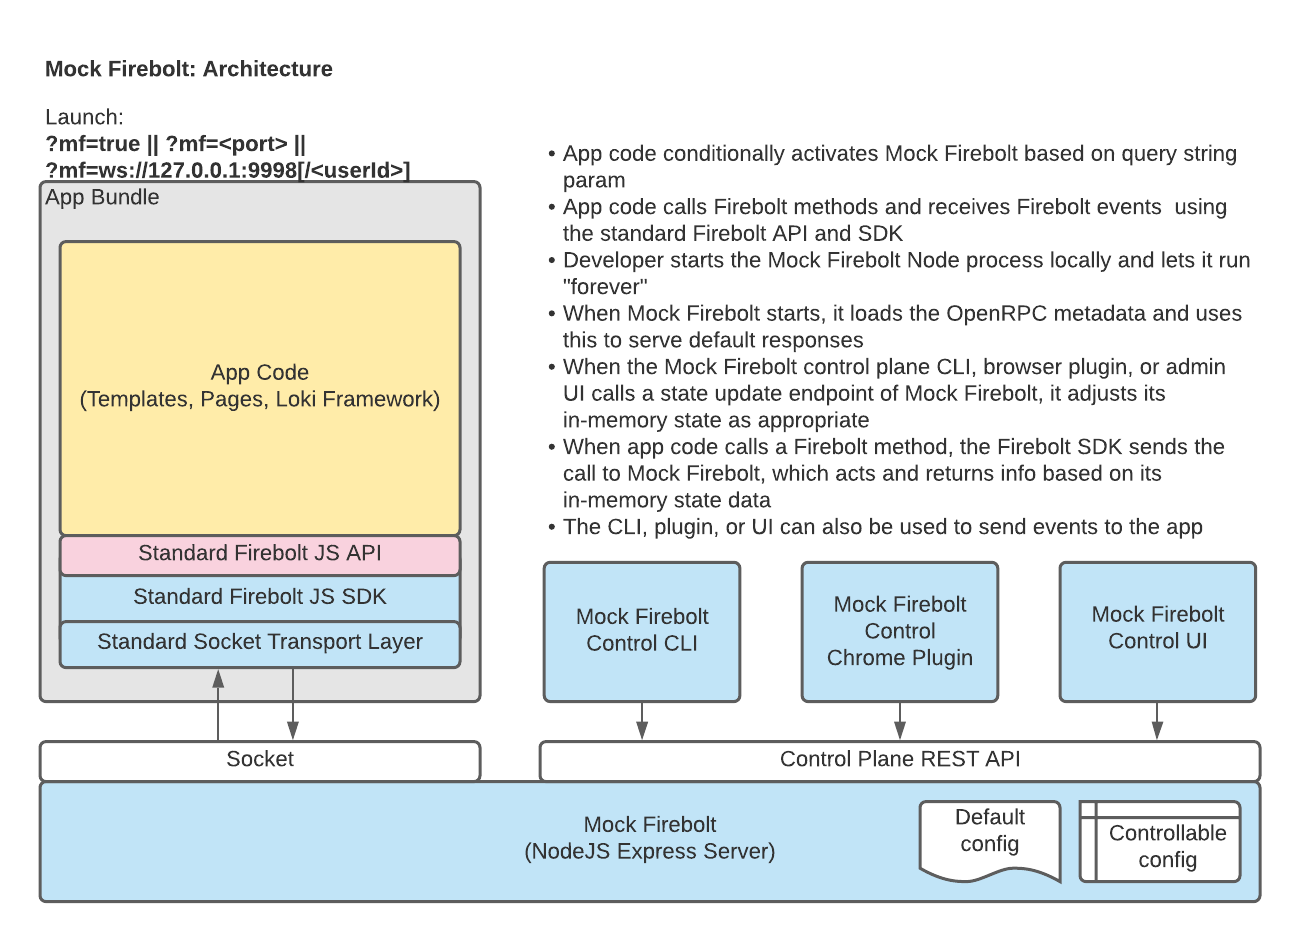 Mock Firebolt: Architecture
Launch:
?mf=true || ?mf=<port> ||
?mf=ws://127.0.0.1:9998[/<userId>]
App Bundle
App Code
(Templates, Pages, Loki Framework)
Standard Firebolt JS API
Standard Firebolt JS SDK
Standard Socket Transport Layer
• App code conditionally activates Mock Firebolt based on query string
param
• App code calls Firebolt methods and receives Firebolt events  using
the standard Firebolt API and SDK
• Developer starts the Mock Firebolt Node process locally and lets it run
"forever"
• When Mock Firebolt starts, it loads the OpenRPC metadata and uses
this to serve default responses
• When the Mock Firebolt control plane CLI, browser plugin, or admin
UI calls a state update endpoint of Mock Firebolt, it adjusts its
in-memory state as appropriate
• When app code calls a Firebolt method, the Firebolt SDK sends the
call to Mock Firebolt, which acts and returns info based on its
in-memory state data
• The CLI, plugin, or UI can also be used to send events to the app
Mock Firebolt
Control CLI
Mock Firebolt
Control
Chrome Plugin
Mock Firebolt
Control UI
Socket
Control Plane REST API
Mock Firebolt
(NodeJS Express Server)
Default
config
Controllable
config